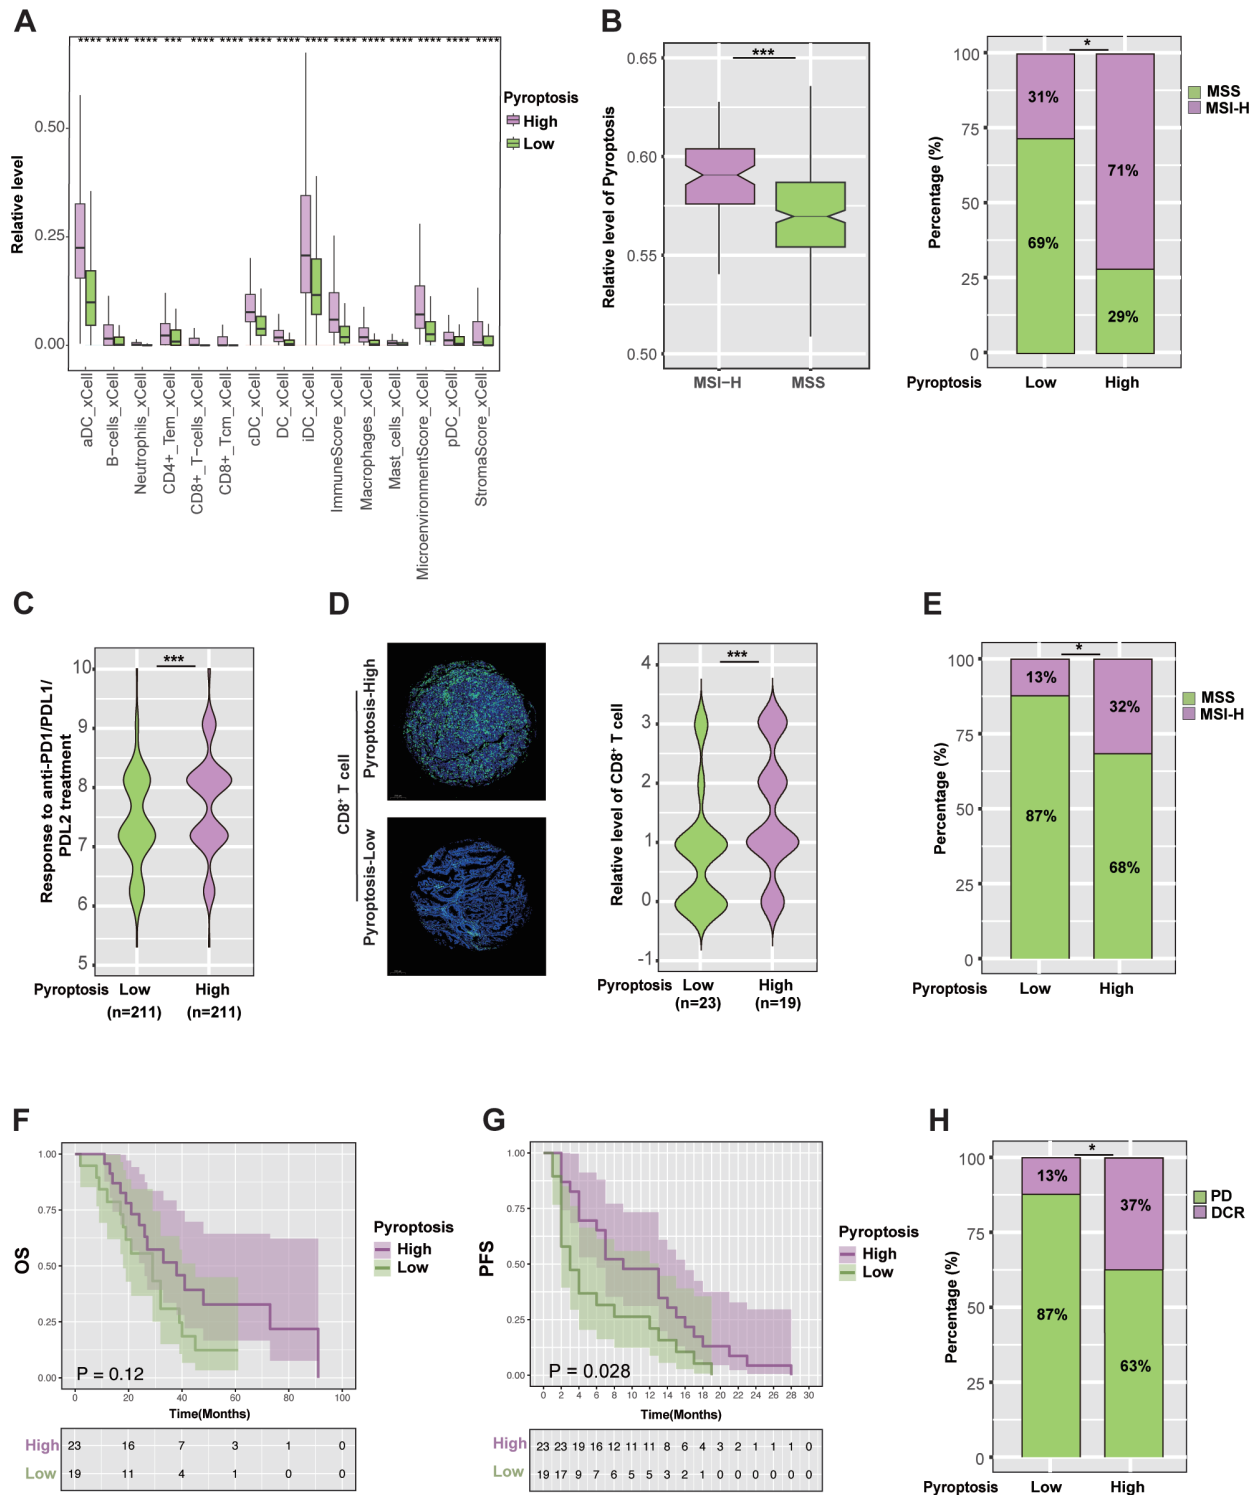 A
**** **** **** *** **** **** **** **** **** **** **** **** **** **** ****
Relative level
0.50
0.25
0.00
Pyroptosis
High
Low
aDC_xCell
B-cells_xCell
Neutrophils_xCell
CD4+_Tem_xCell
CD8+_T-cells_xCell
CD8+_Tcm_xCell
cDC_xCell
DC_xCell
iDC_xCell
ImmuneScore_xCell
Macrophages_xCell
Mast_cells_xCell
MicroenvironmentScore_xCell
pDC_xCell
StromaScore_xCell
B
Relative level of Pyroptosis
0.65
0.60
0.55
0.50
***
MSI-H MSS
Percentage (%)
100
75
50
25
0
*
31%
69%
71%
29%
MSS
MSI-H
Pyroptosis Low High
C
Response to anti-PD1/PDL1/
PDL2 treatment
10
9
8
7
6
5
***
Pyroptosis Low High
(n=211) (n=211)
D
CD8+ T cell
Pyroptosis-High
Pyroptosis-Low
Relative level of CD8+ T cell
4
3
2
1
0
-1
***
Pyroptosis Low High
(n=23) (n=19)
E
Percentage (%)
100
75
50
25
0
*
13%
87%
32%
68%
MSS
MSI-H
Pyroptosis Low High
F
OS
1.00
0.75
0.50
0.25
0.00
P = 0.12
0 20 40 60 80 100
Time(Months)
Pyroptosis
High
Low
High 23 16 7 3 1 0
Low 19 11 4 1 0 0
G
PFS
1.00
0.75
0.50
0.25
0.00
P = 0.028
0 2 4 6 8 10 12 14 16 18 20 22 24 26 28 30
Time(Months)
Pyroptosis
High
Low
High 23 23 19 16 12 11 11 8 6 4 3 2 1 1 1 0
Low 19 17 9 7 6 5 5 3 2 1 0 0 0 0 0 0
H
Percentage (%)
100
75
50
25
0
*
13%
87%
37%
63%
PD
DCR
Pyroptosis Low High